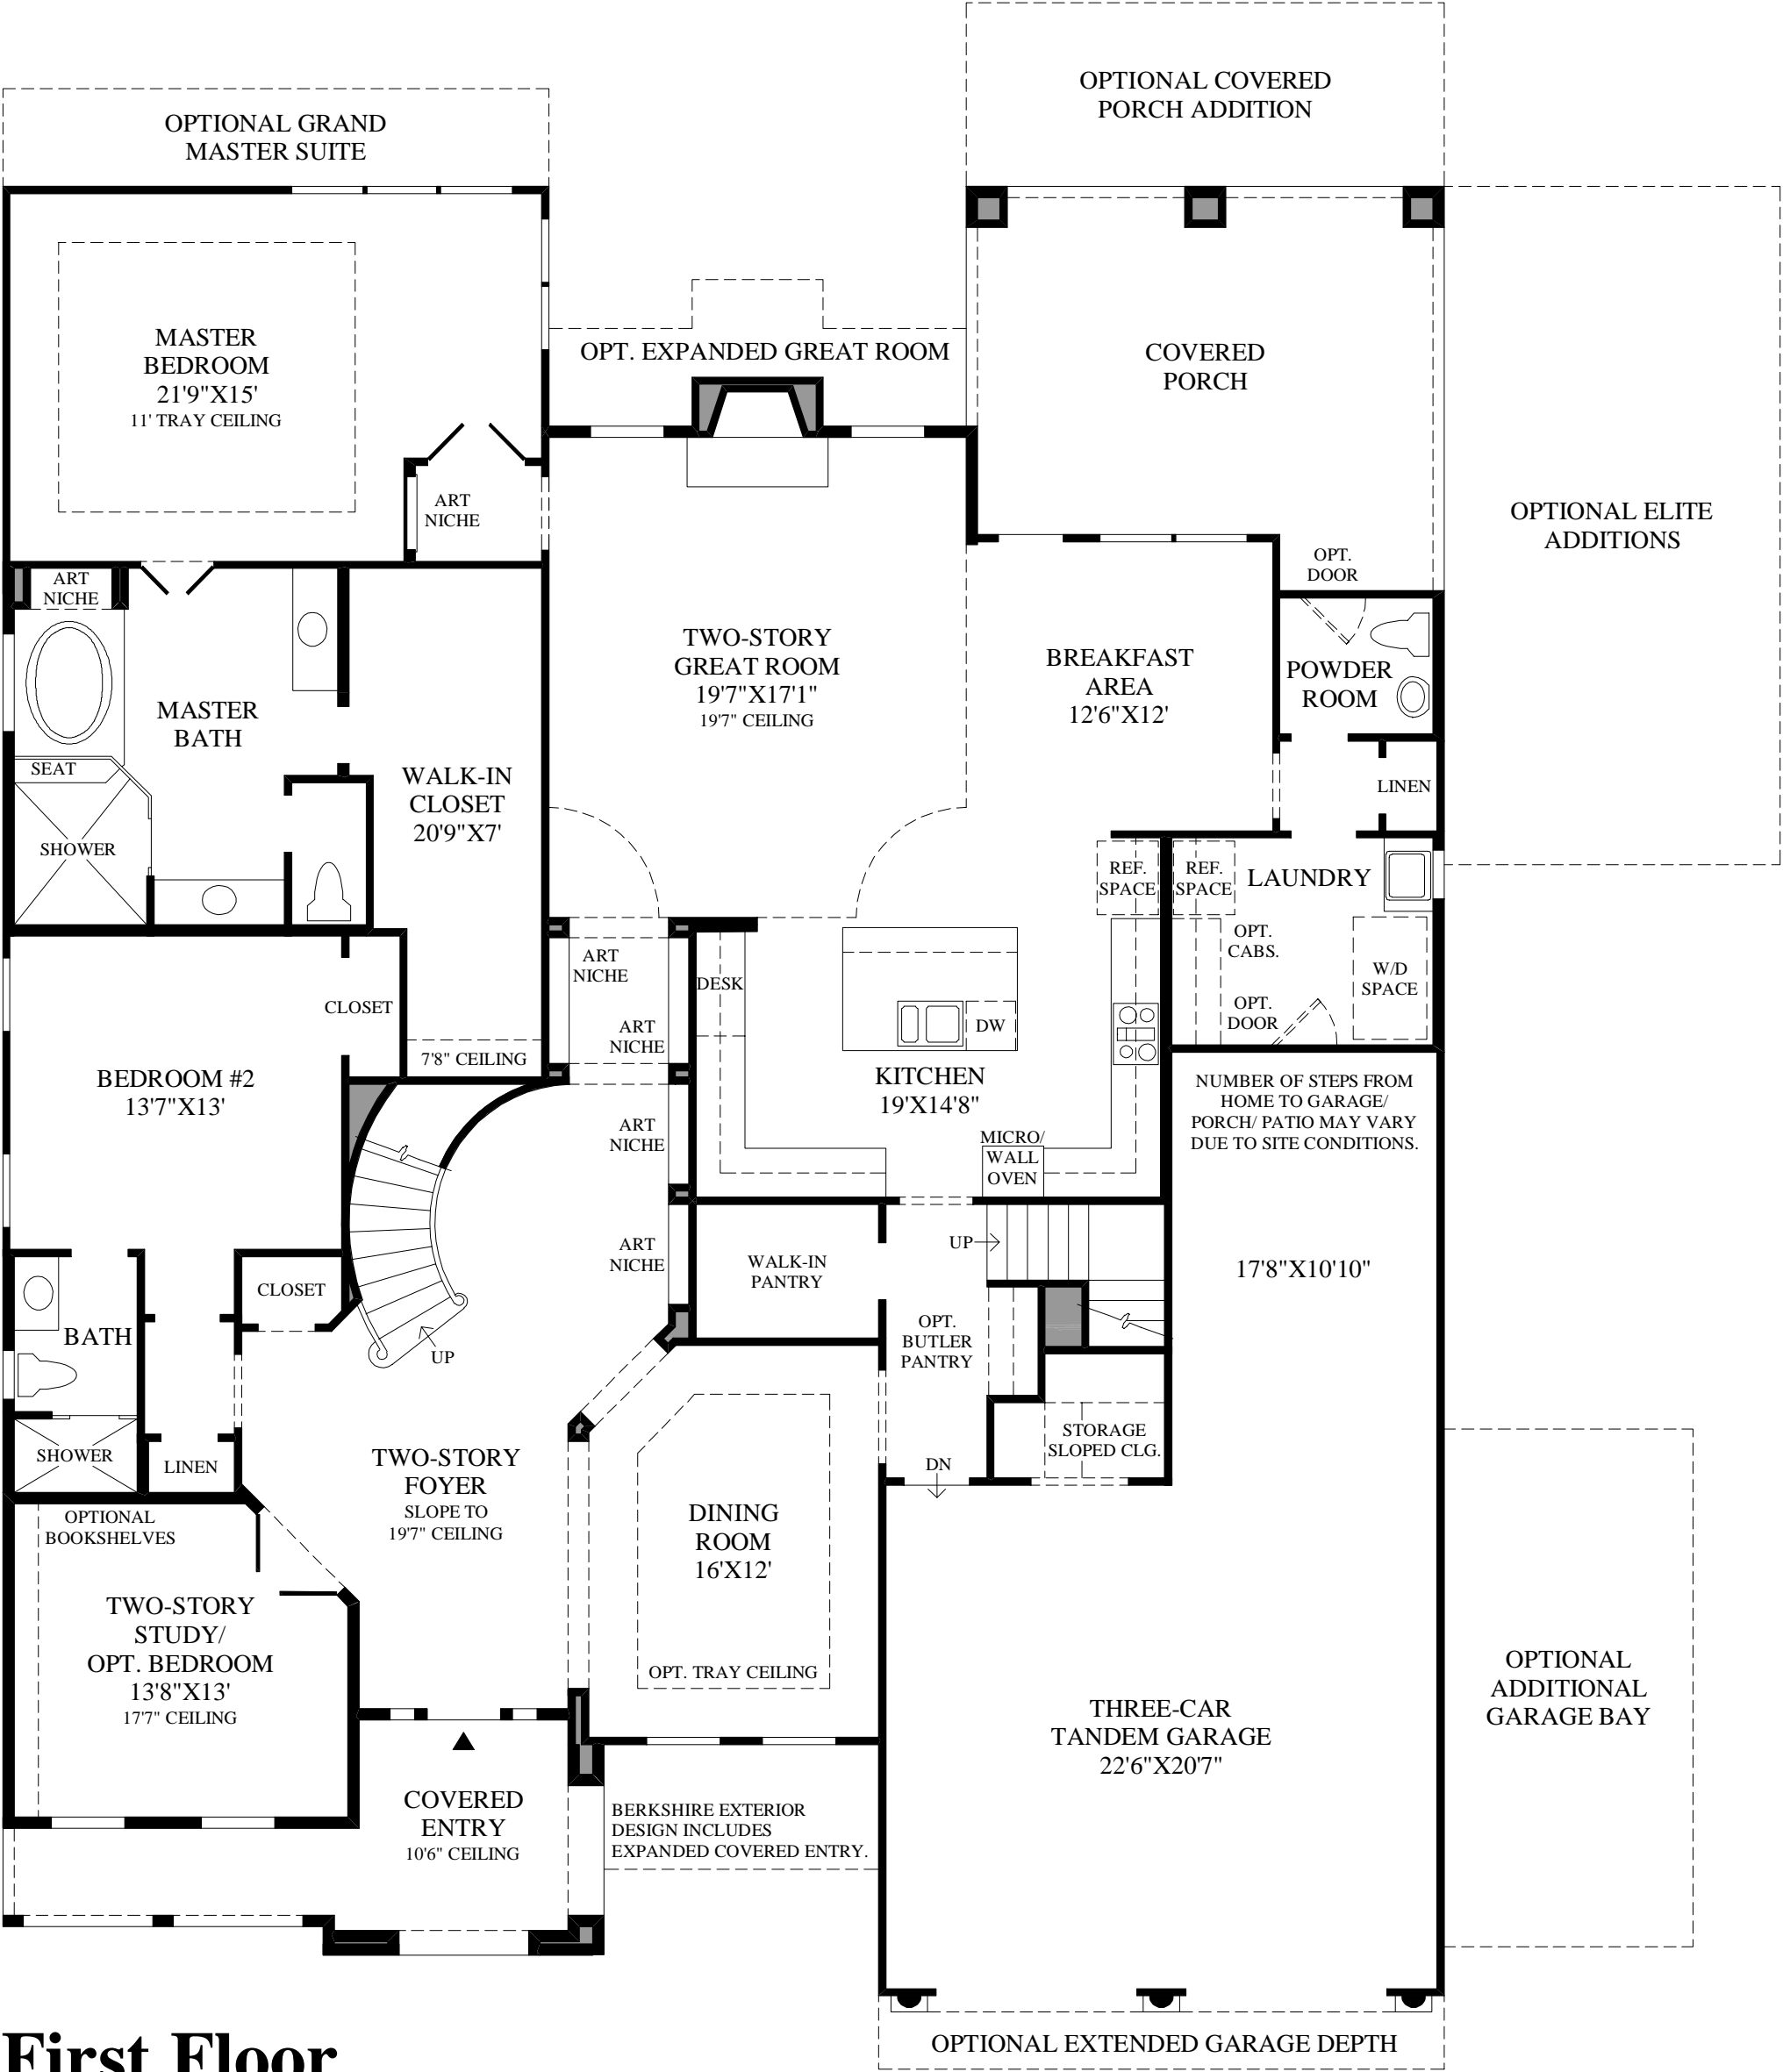 OPTIONAL COVERED
PORCH ADDITION
OPTIONAL GRAND
MASTER SUITE
MASTER
BEDROOM
21'9"X15'
11' TRAY CEILING
OPT. EXPANDED GREAT ROOM
COVERED
PORCH
OPTIONAL ELITE
ADDITIONS
ART
NICHE
OPT.
DOOR
ART
NICHE
MASTER
BATH
SEAT
SHOWER
WALK-IN
CLOSET
20'9"X7'
7'8" CEILING
TWO-STORY
GREAT ROOM
19'7"X17'1"
19'7" CEILING
BREAKFAST
AREA
12'6"X12'
POWDER
ROOM
LINEN
REF.
SPACE
REF.
SPACE
LAUNDRY
OPT.
CABS.
W/D
SPACE
OPT.
DOOR
ART
NICHE
ART
NICHE
DESK
DW
KITCHEN
19'X14'8"
MICRO/
WALL
OVEN
CLOSET
BEDROOM #2
13'7"X13'
NUMBER OF STEPS FROM
HOME TO GARAGE/
PORCH/ PATIO MAY VARY
DUE TO SITE CONDITIONS.
ART
NICHE
ART
NICHE
WALK-IN
PANTRY
UP
17'8"X10'10"
CLOSET
BATH
UP
OPT.
BUTLER
PANTRY
SHOWER
LINEN
STORAGE
SLOPED CLG.
DN
TWO-STORY
FOYER
SLOPE TO
19'7" CEILING
OPTIONAL
BOOKSHELVES
DINING
ROOM
16'X12'
OPT. TRAY CEILING
TWO-STORY
STUDY/
OPT. BEDROOM
13'8"X13'
17'7" CEILING
THREE-CAR
TANDEM GARAGE
22'6"X20'7"
OPTIONAL
ADDITIONAL
GARAGE BAY
COVERED
ENTRY
10'6" CEILING
BERKSHIRE EXTERIOR
DESIGN INCLUDES
EXPANDED COVERED ENTRY.
OPTIONAL EXTENDED GARAGE DEPTH
First Floor